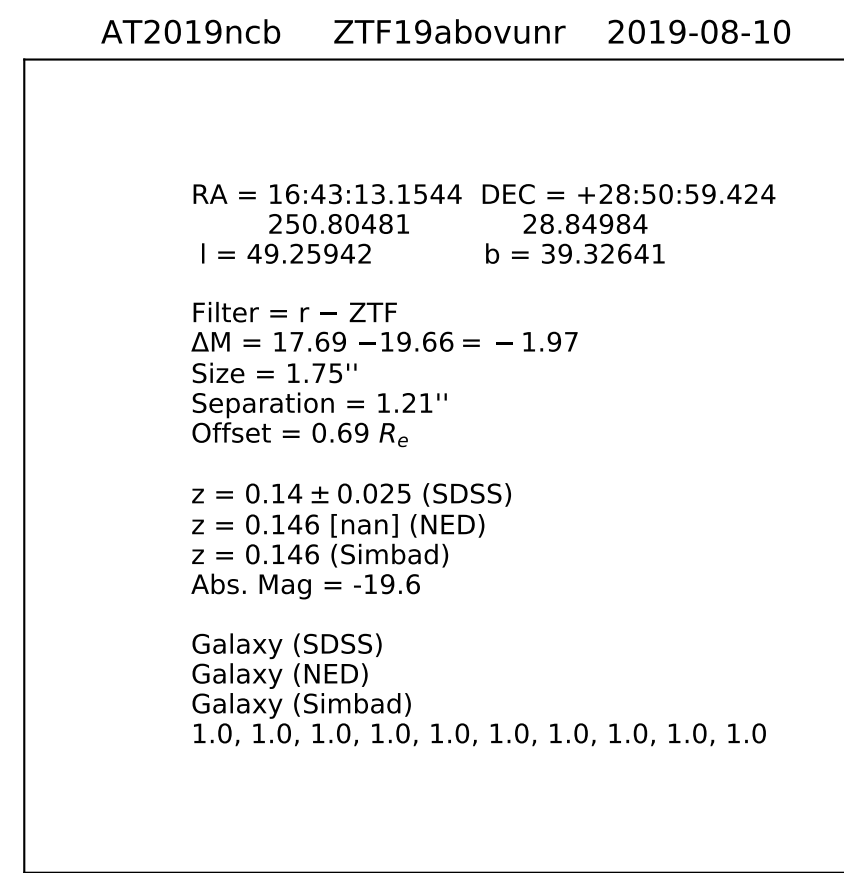 AT2019ncb ZTF19abovunr 2019-08-10
RA = 16:43:13.1544 DEC = +28:50:59.424
250.80481 28.84984
l = 49.25942 b = 39.32641
Filter = r − ZTF
ΔM = 17.69 −19.66 = − 1.97
Size = 1.75''
Separation = 1.21''
Offset = 0.69 Rₑ
z = 0.14 ± 0.025 (SDSS)
z = 0.146 [nan] (NED)
z = 0.146 (Simbad)
Abs. Mag = -19.6
Galaxy (SDSS)
Galaxy (NED)
Galaxy (Simbad)
1.0, 1.0, 1.0, 1.0, 1.0, 1.0, 1.0, 1.0, 1.0, 1.0